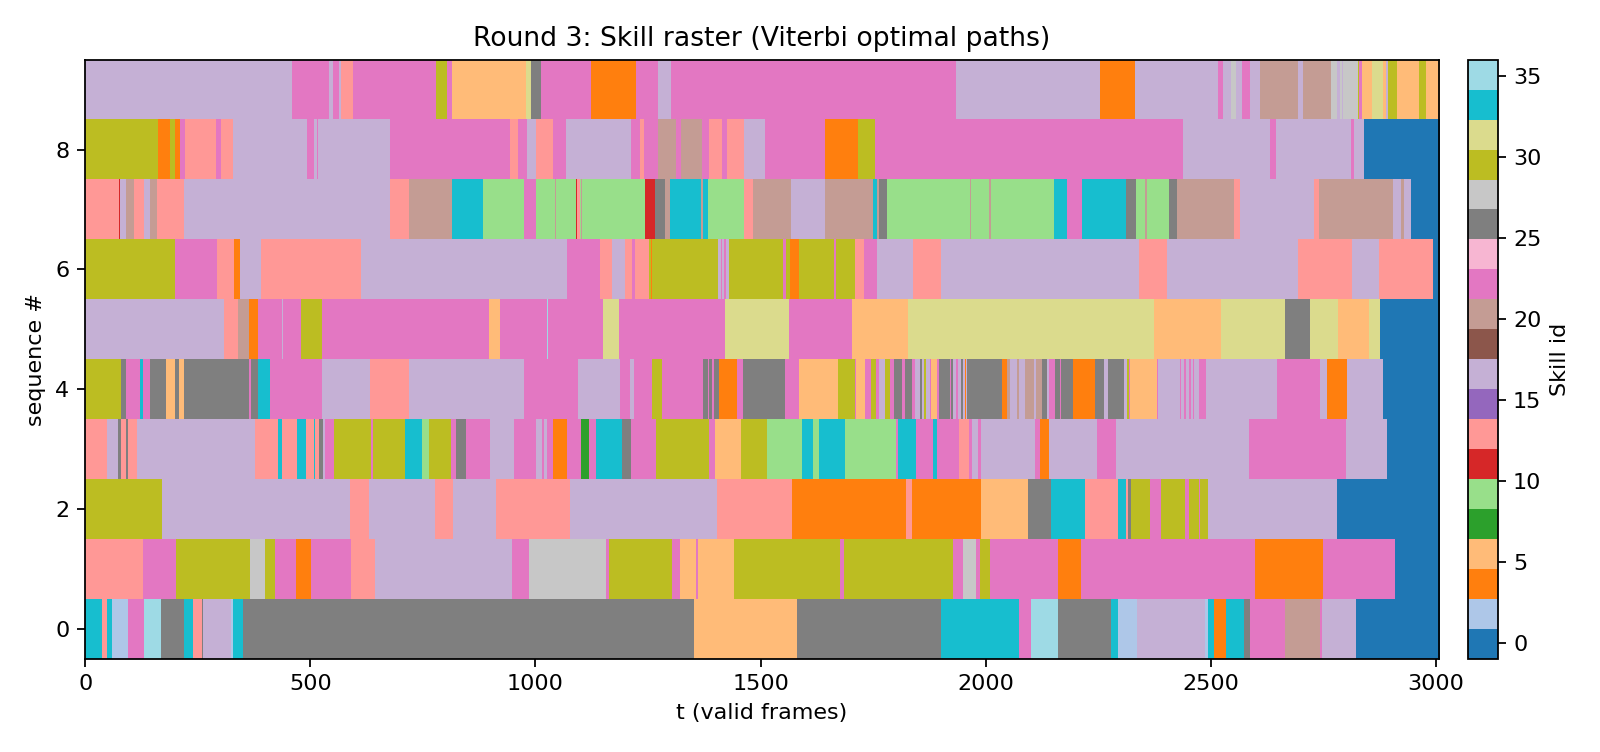 Round 3: Skill raster (Viterbi optimal paths)
sequence #
8
6
4
2
0
0 500 1000 1500 2000 2500 3000
t (valid frames)
35
30
25
20
15
10
5
0
Skill id